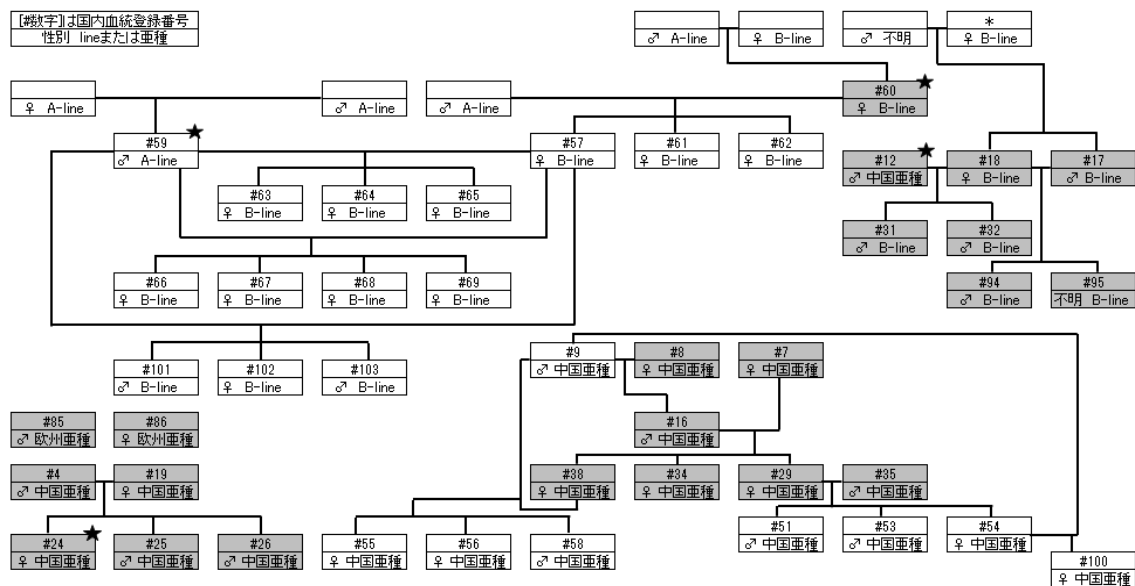 [#数字]は国内血統登録番号
性別 lineまたは亜種
♂ A-line
♀ B-line
♂ 不明
*
♀ B-line
♀ A-line
♂ A-line
♂ A-line
#60
♀ B-line
#59
♂ A-line
#57
♀ B-line
#61
♀ B-line
#62
♀ B-line
#12
♂ 中国亜種
#18
♀ B-line
#17
♂ B-line
#63
♀ B-line
#64
♀ B-line
#65
♀ B-line
#31
♂ B-line
#32
♂ B-line
#66
♀ B-line
#67
♀ B-line
#68
♀ B-line
#69
♀ B-line
#94
♂ B-line
#95
不明 B-line
#101
♂ B-line
#102
♀ B-line
#103
♂ B-line
#9
♂ 中国亜種
#8
♀ 中国亜種
#7
♀ 中国亜種
#85
♂ 欧州亜種
#86
♀ 欧州亜種
#16
♂ 中国亜種
#4
♂ 中国亜種
#19
♀ 中国亜種
#38
♀ 中国亜種
#34
♀ 中国亜種
#29
♀ 中国亜種
#35
♂ 中国亜種
#24
♀ 中国亜種
#25
♂ 中国亜種
#26
♂ 中国亜種
#55
♀ 中国亜種
#56
♀ 中国亜種
#58
♂ 中国亜種
#51
♂ 中国亜種
#53
♂ 中国亜種
#54
♀ 中国亜種
#100
♀ 中国亜種